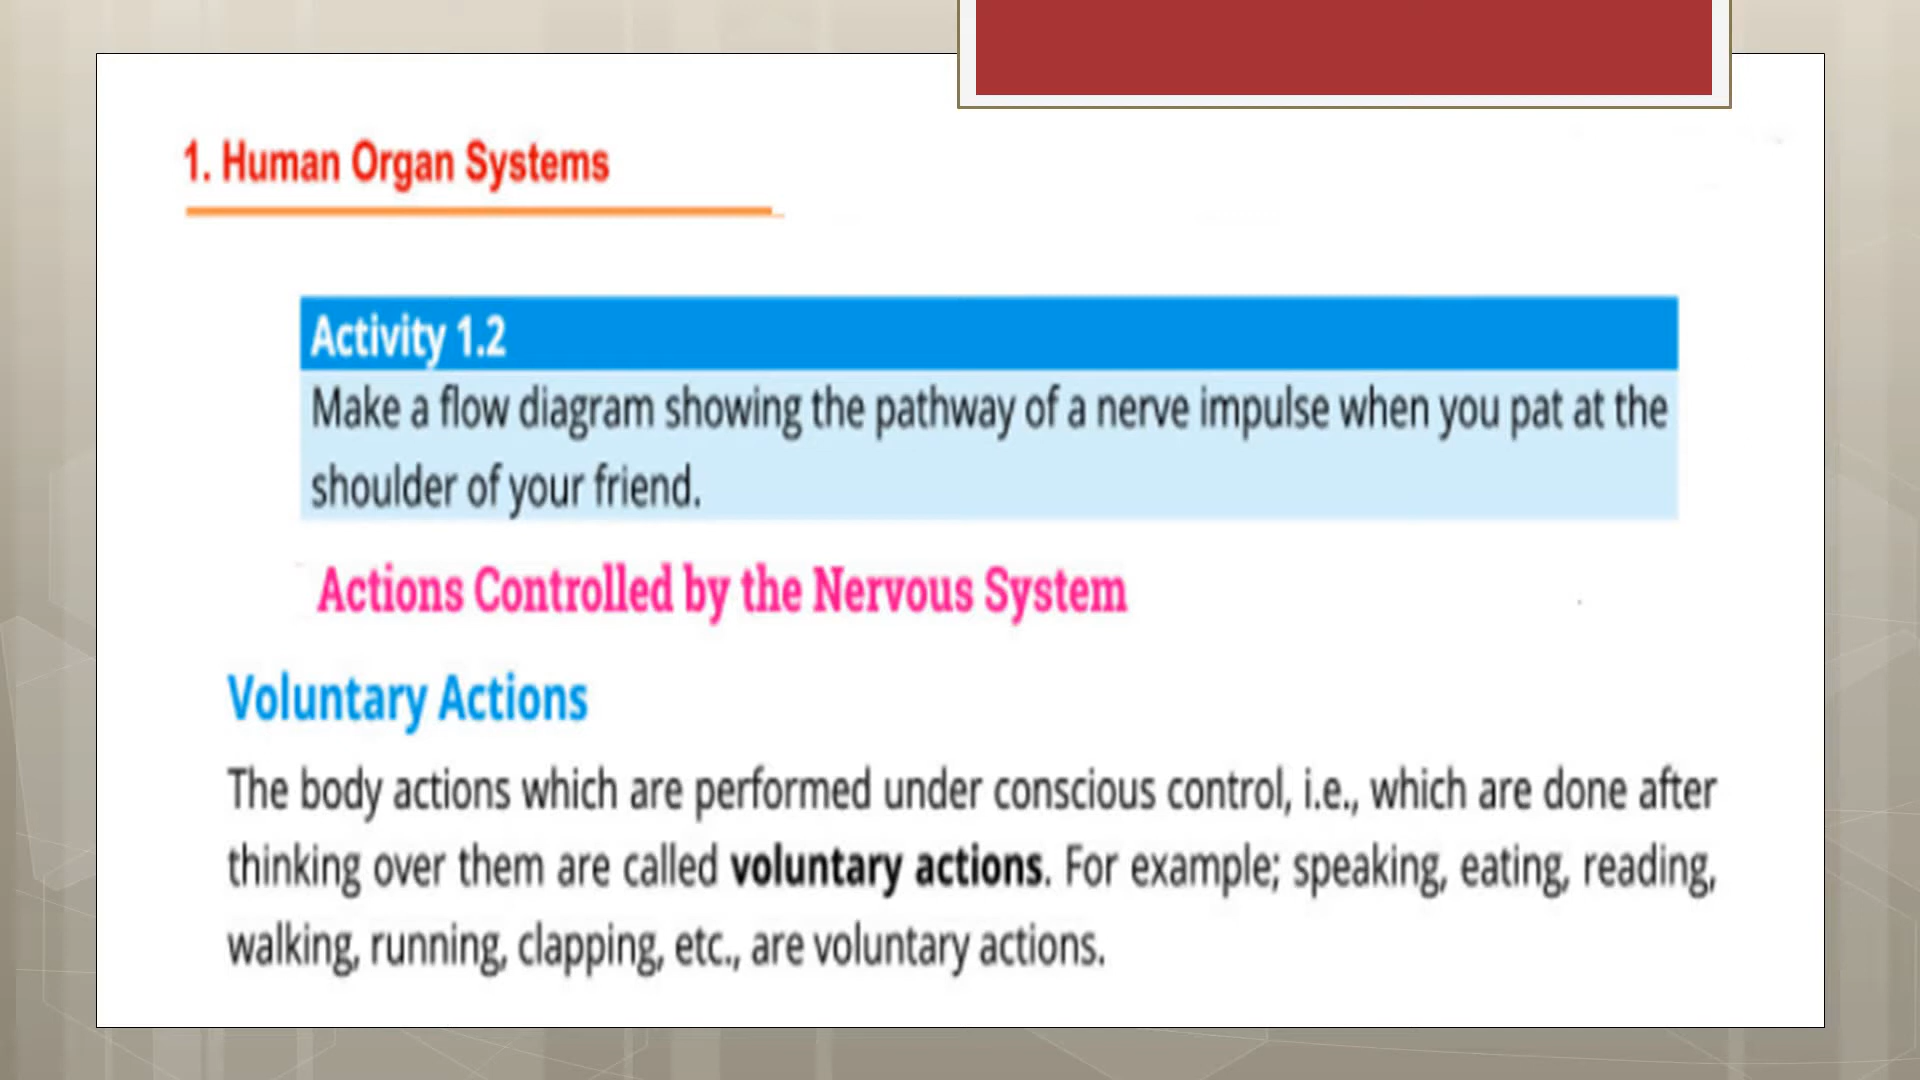 1. Human Organ Systems
Activity 1.2
Make a flow diagram showing the pathway of a nerve impulse when you pat at the
shoulder of your friend.
Actions Controlled by the Nervous System
Voluntary Actions
The body actions which are performed under conscious control, i.e., which are done after
thinking over them are called voluntary actions. For example; speaking, eating, reading,
walking, running, clapping, etc., are voluntary actions.